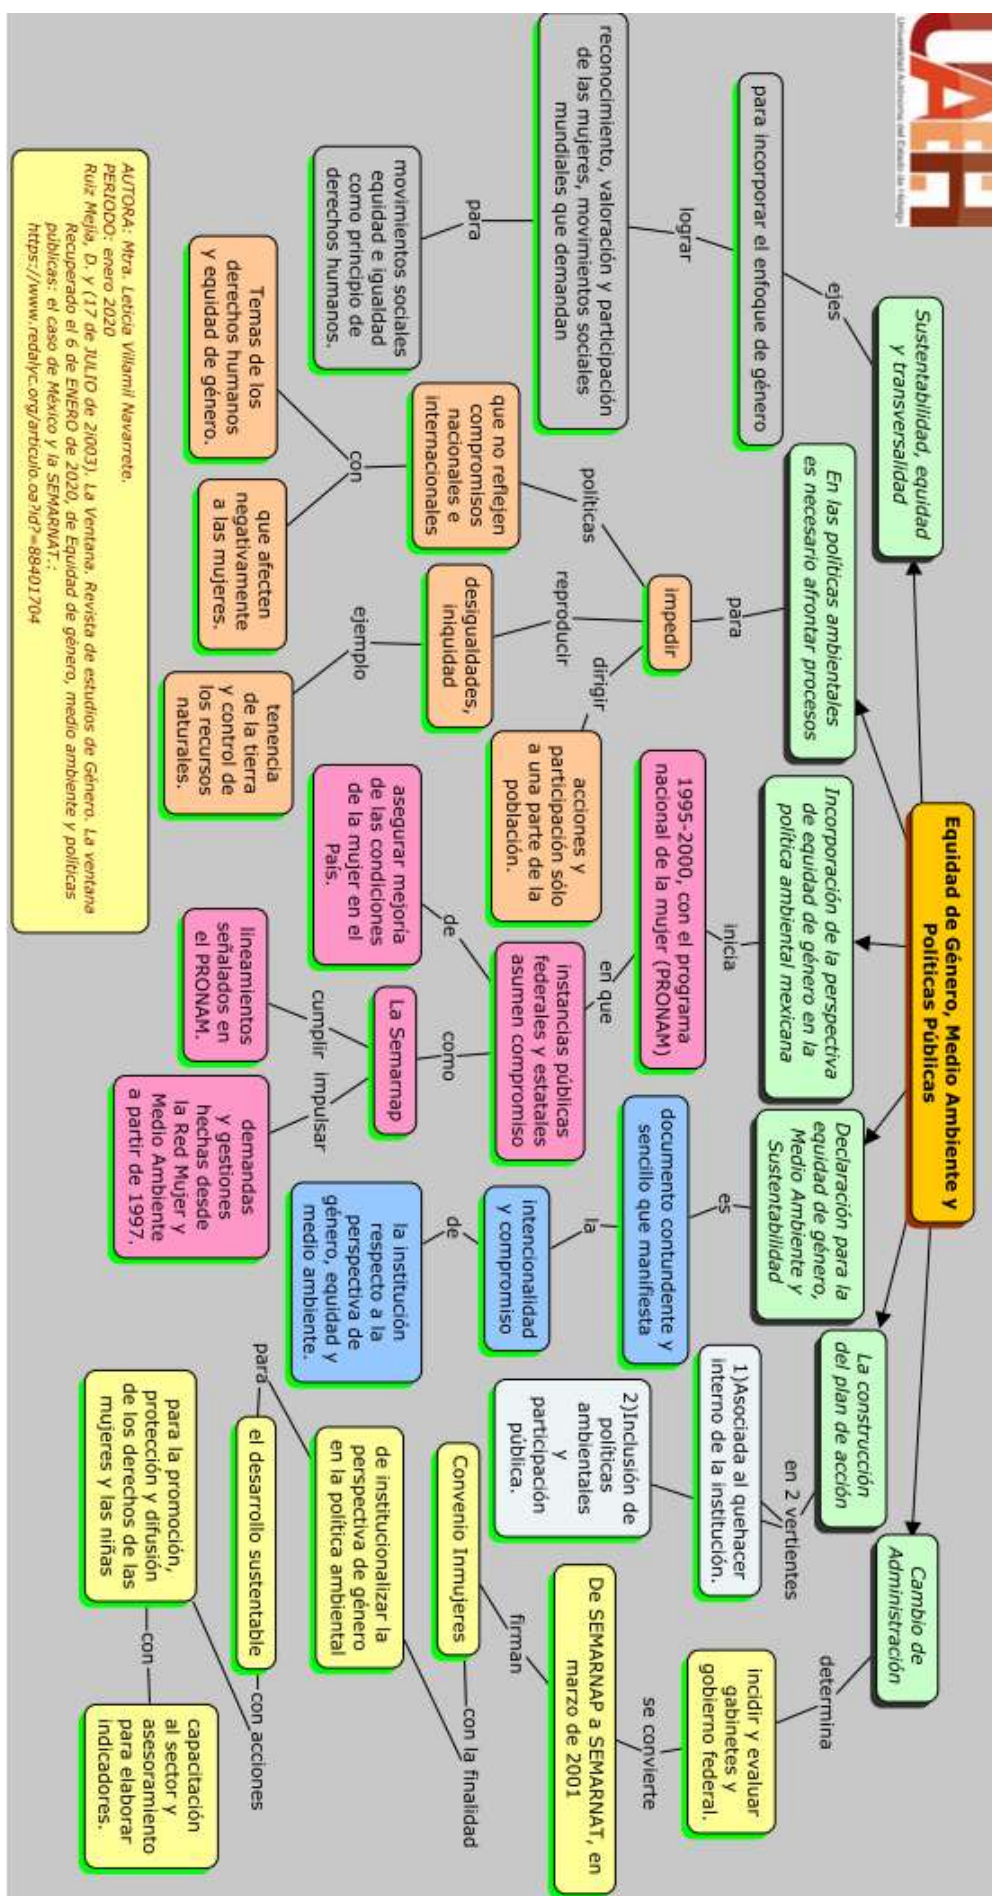 UAEH
Universidad Autónoma del Estado de Hidalgo
Equidad de Género, Medio Ambiente y
Políticas Públicas
Sustentabilidad, equidad
y transversalidad
ejes
para incorporar el enfoque de género
lograr
reconocimiento, valoración y participación
de las mujeres, movimientos sociales
mundiales que demandan
para
movimientos sociales
equidad e igualdad
como principio de
derechos humanos.
En las políticas ambientales
es necesario afrontar procesos
para
impedir
políticas
que no reflejen
compromisos
nacionales e
internacionales
con
Temas de los
derechos humanos
y equidad de género.
que afecten
negativamente
a las mujeres.
reproducir
desigualdades,
iniquidad
ejemplo
tenencia
de la tierra
y control de
los recursos
naturales.
dirigir
acciones y
participación sólo
a una parte de la
población.
Incorporación de la perspectiva
de equidad de género en la
política ambiental mexicana
inicia
1995-2000, con el programa
nacional de la mujer (PRONAM)
en que
instancias públicas
federales y estatales
asumen compromiso
de
asegurar mejoría
de las condiciones
de la mujer en el
País.
como
La Semarnap
cumplir
lineamientos
señalados en
el PRONAM.
impulsar
demandas
y gestiones
hechas desde
la Red Mujer y
Medio Ambiente
a partir de 1997.
Declaración para la
equidad de género,
Medio Ambiente y
Sustentabilidad
es
documento contundente y
sencillo que manifiesta
la
intencionalidad
y compromiso
de
la institución
respecto a la
perspectiva de
género, equidad y
medio ambiente.
La construcción
del plan de acción
en 2 vertientes
1)Asociada al quehacer
interno de la institución.
2)Inclusión de
políticas
ambientales
y
participación
pública.
Cambio de
Administración
determina
incidir y evaluar
gabinetes y
gobierno federal.
se convierte
De SEMARNAP a SEMARNAT, en
marzo de 2001
firman
Convenio Inmujeres
con la finalidad
de institucionalizar la
perspectiva de género
en la política ambiental
para
el desarrollo sustentable
con acciones
para la promoción,
protección y difusión
de los derechos de las
mujeres y las niñas
con
capacitación
al sector y
asesoramiento
para elaborar
indicadores.
AUTORA: Mtra. Leticia Villamil Navarrete.
PERIODO: enero 2020
Ruiz Mejía, D. y (17 de JULIO de 2i003). La Ventana. Revista de estudios de Género. La ventana
Recuperado el 6 de ENERO de 2020, de Equidad de género, medio ambiente y políticas
públicas: el caso de México y la SEMARNAT.:
https://www.redalyc.org/articulo.oa?id?=88401704